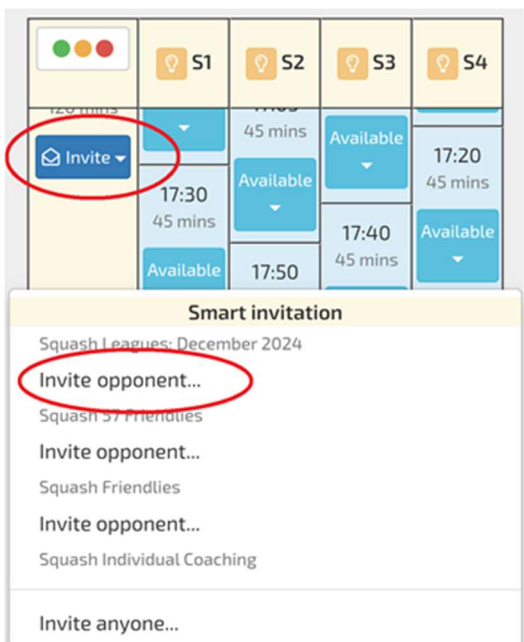 S1 S2 S3 S4
120 mins
45 mins
Available
Invite
17:20
Available
45 mins
17:30
45 mins
17:40
Available
45 mins
Available
17:50
Smart invitation
Squash Leagues: December 2024
Invite opponent...
Squash 57 Friendlies
Invite opponent...
Squash Friendlies
Invite opponent...
Squash Individual Coaching
Invite anyone...